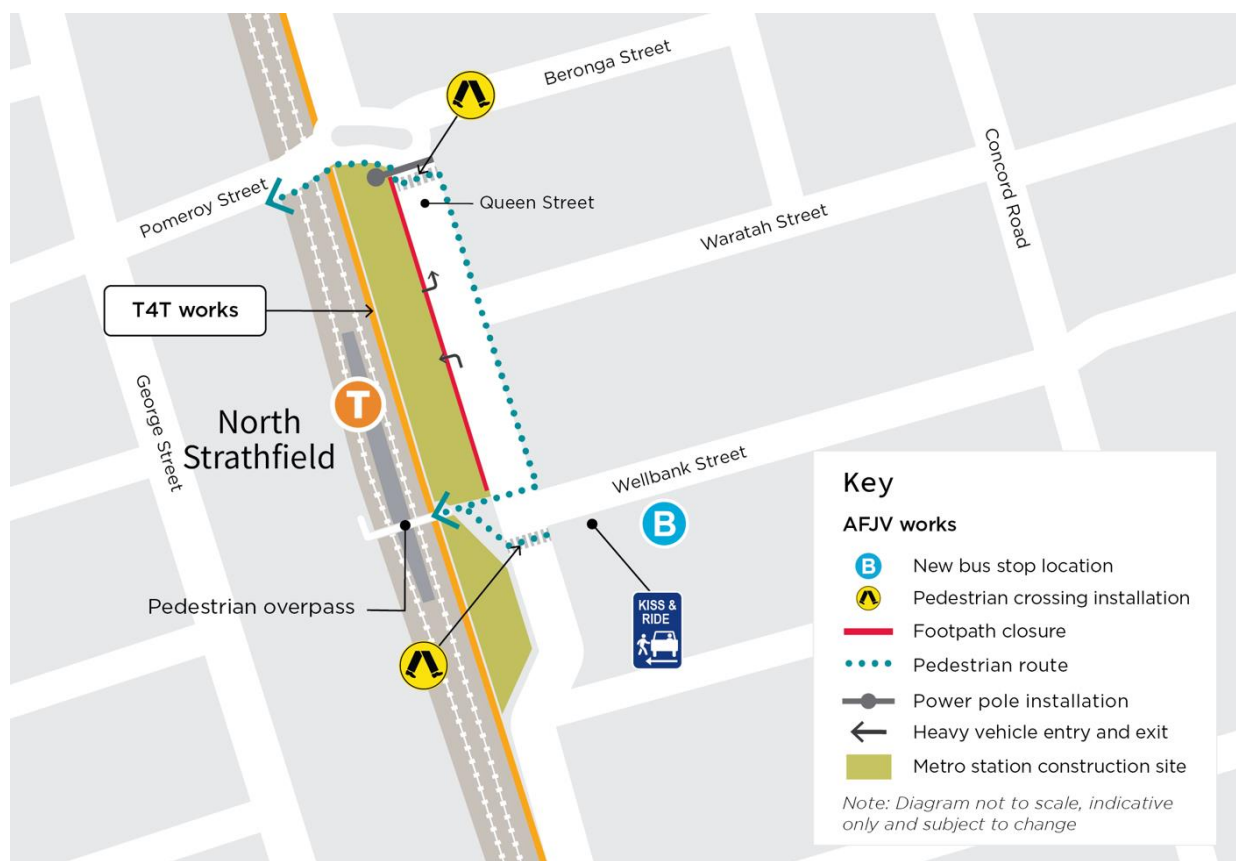 Beronga Street
Concord Road
Pomeroy Street
Queen Street
Waratah Street
T4T works
George Street
T
North
Strathfield
Wellbank Street
B
Pedestrian overpass
KISS &
RIDE
Key
AFJV works
B
New bus stop location
Pedestrian crossing installation
Footpath closure
Pedestrian route
Power pole installation
Heavy vehicle entry and exit
Metro station construction site
Note: Diagram not to scale, indicative
only and subject to change